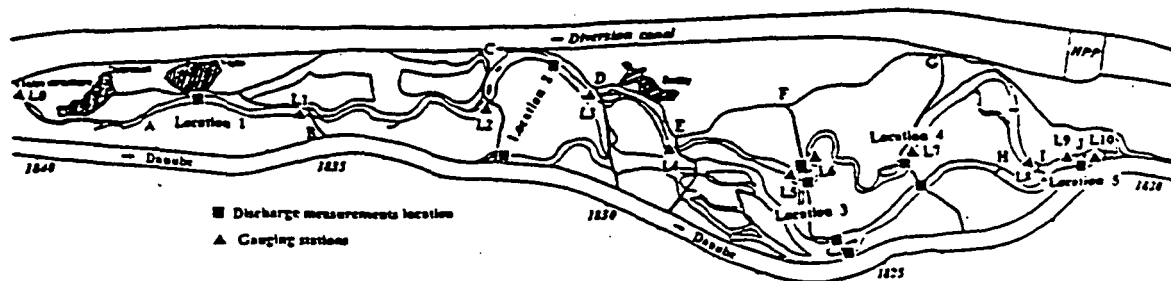 — Diversion canal
HPP
C
D
F
G
L0
L1
L2
L3
E
A
Location 1
B
Location 2
Location 4
L7
L9
J
L10
H
I
L4
L6
L5
L8
Location 5
→ Danube
1840
1835
1830
Location 3
1820
■ Discharge measurements location
▲ Gauging stations
→ Danube
1825